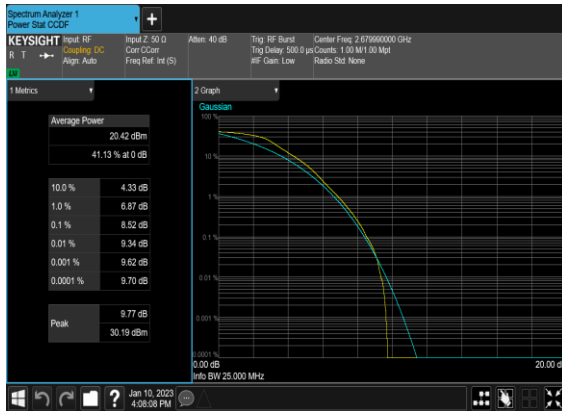 Spectrum Analyzer 1
Power Stat CCDF
KEYSIGHT
R T
Input: RF
Coupling: DC
Align: Auto
Input Z: 50 Ω
Corr CCorr
Freq Ref: Int (S)
Atten: 40 dB
Trig: RF Burst
Trig Delay: 500.0 µs
#IF Gain: Low
Center Freq: 2.679990000 GHz
Counts: 1.00 M/1.00 Mpt
Radio Std: None
1 Metrics
Average Power
20.42 dBm
41.13 % at 0 dB
10.0 % 4.33 dB
1.0 % 6.87 dB
0.1 % 8.52 dB
0.01 % 9.34 dB
0.001 % 9.62 dB
0.0001 % 9.70 dB
Peak
9.77 dB
30.19 dBm
2 Graph
Gaussian
100 %
10 %
1 %
0.1 %
0.01 %
0.001 %
0.0001 %
0.00 dB
20.00 d
Info BW 25.000 MHz
?
Jan 10, 2023
4:08:08 PM